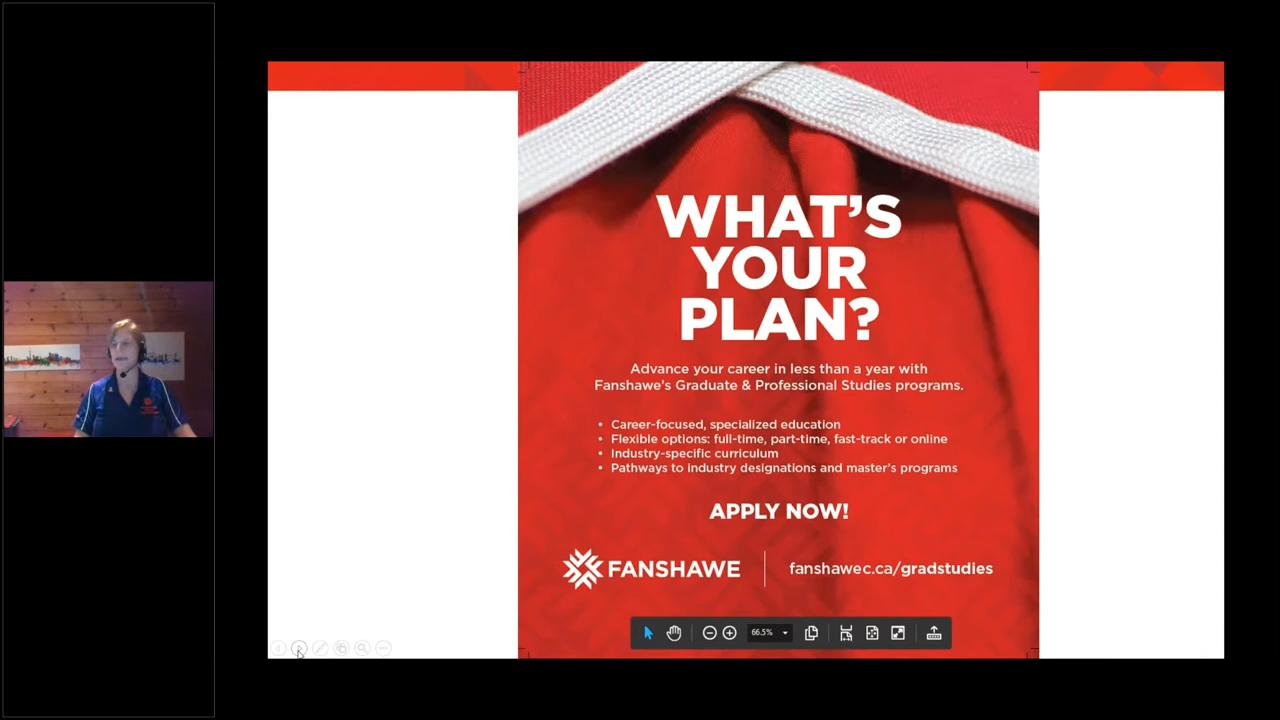 WHAT'S
YOUR
PLAN?
Advance your career in less than a year with
Fanshawe's Graduate & Professional Studies programs.
• Career-focused, specialized education
• Flexible options: full-time, part-time, fast-track or online
• Industry-specific curriculum
• Pathways to industry designations and master's programs
APPLY NOW!
FANSHAWE
fanshawec.ca/gradstudies
66.5%